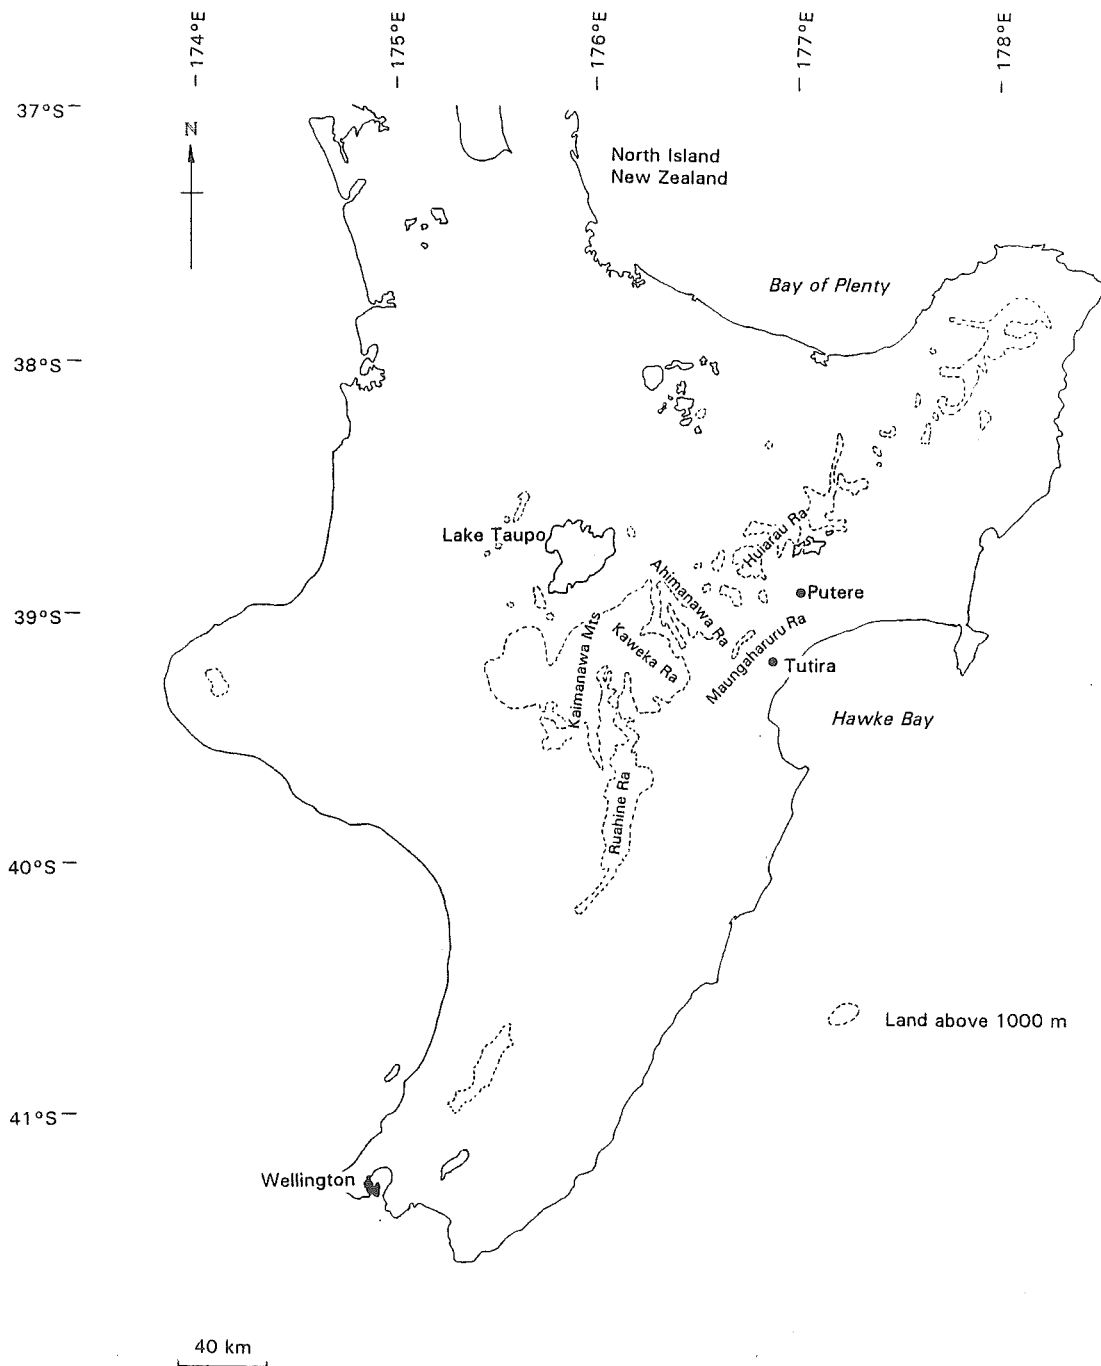 174°E
175°E
176°E
177°E
178°E
37°S
N
North Island
New Zealand
Bay of Plenty
38°S
Huiarau Ra
Lake Taupo
Ahimanawa Ra
Putere
39°S
Kaimanawa Mts
Kaweka Ra
Maungaharuru Ra
Tutira
Hawke Bay
Ruahine Ra
40°S
Land above 1000 m
41°S
Wellington
40 km